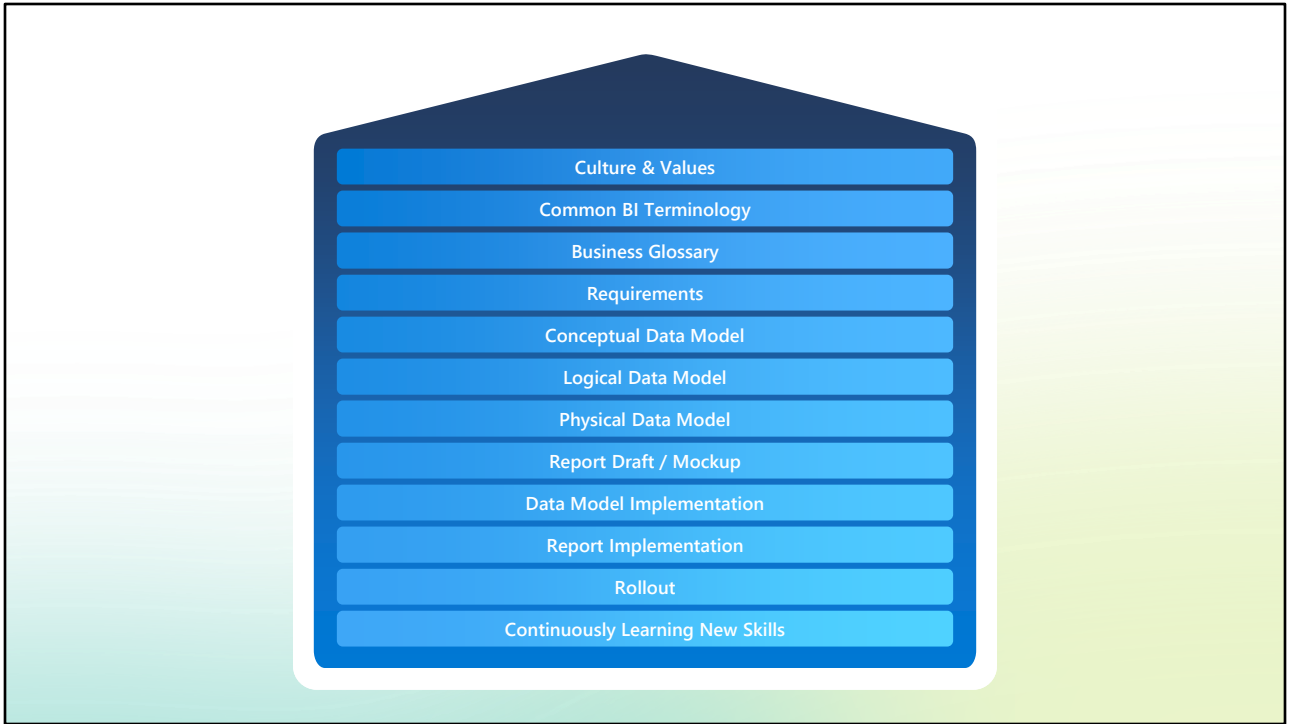 Culture & Values
Common BI Terminology
Business Glossary
Requirements
Conceptual Data Model
Logical Data Model
Physical Data Model
Report Draft / Mockup
Data Model Implementation
Report Implementation
Rollout
Continuously Learning New Skills